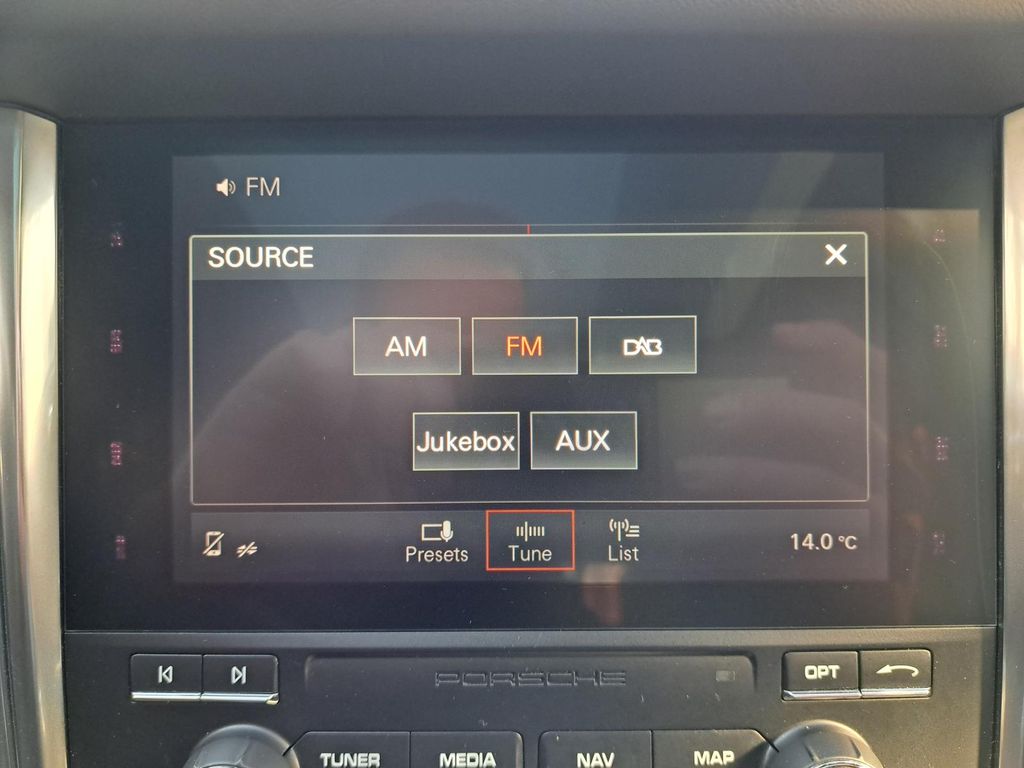 FM
SOURCE
AM FM DAB
Jukebox AUX
Presets Tune List
14.0 °C
PORSCHE
OPT
TUNER MEDIA NAV MAP